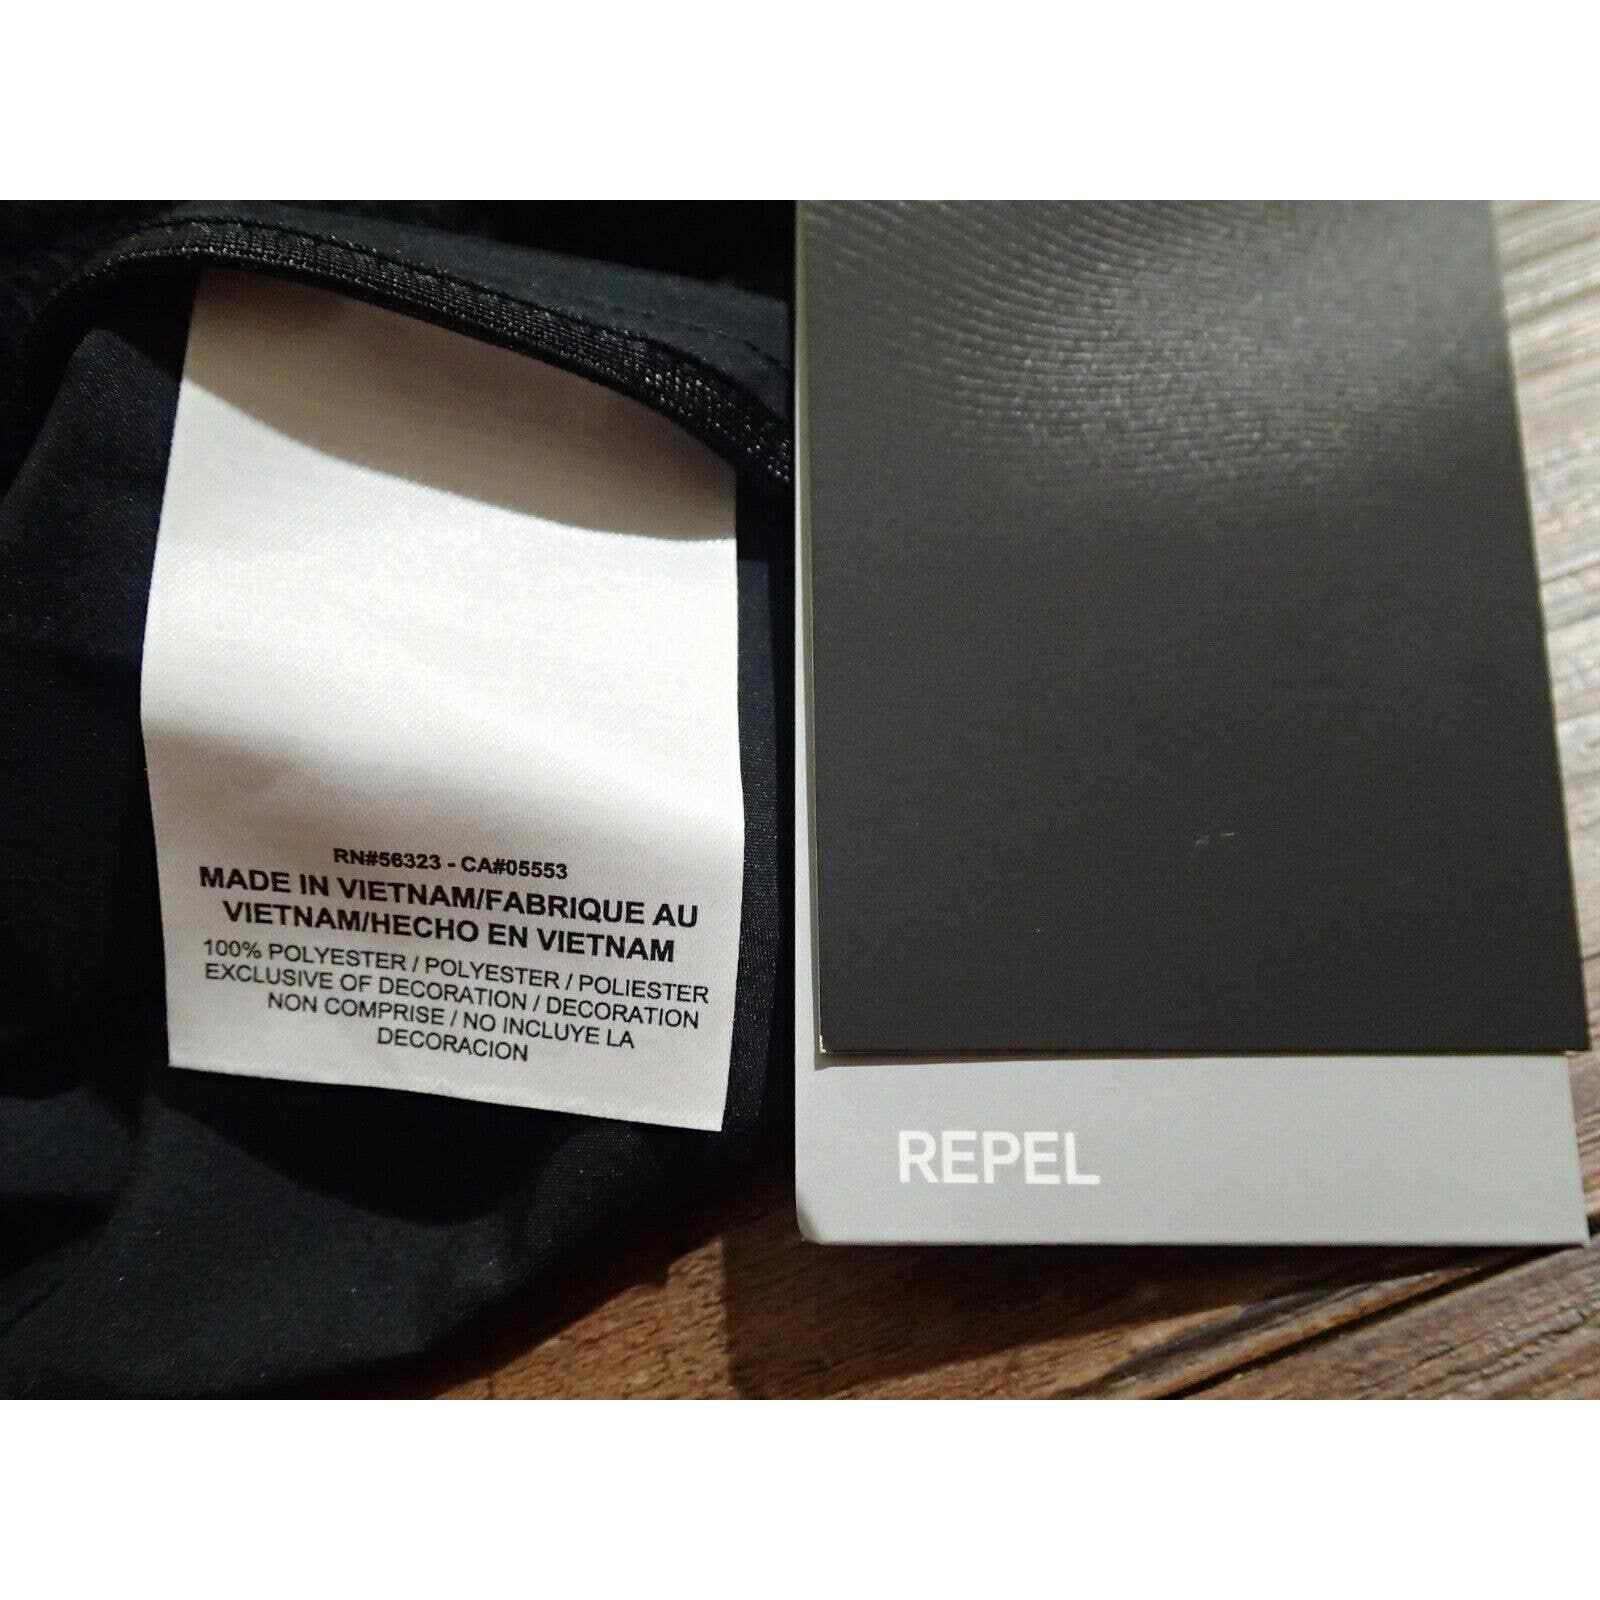 RN#56323 - CA#05553
MADE IN VIETNAM/FABRIQUE AU
VIETNAM/HECHO EN VIETNAM
100% POLYESTER / POLYESTER / POLIESTER
EXCLUSIVE OF DECORATION / DECORATION
NON COMPRISE / NO INCLUYE LA
DECORACION
REPEL